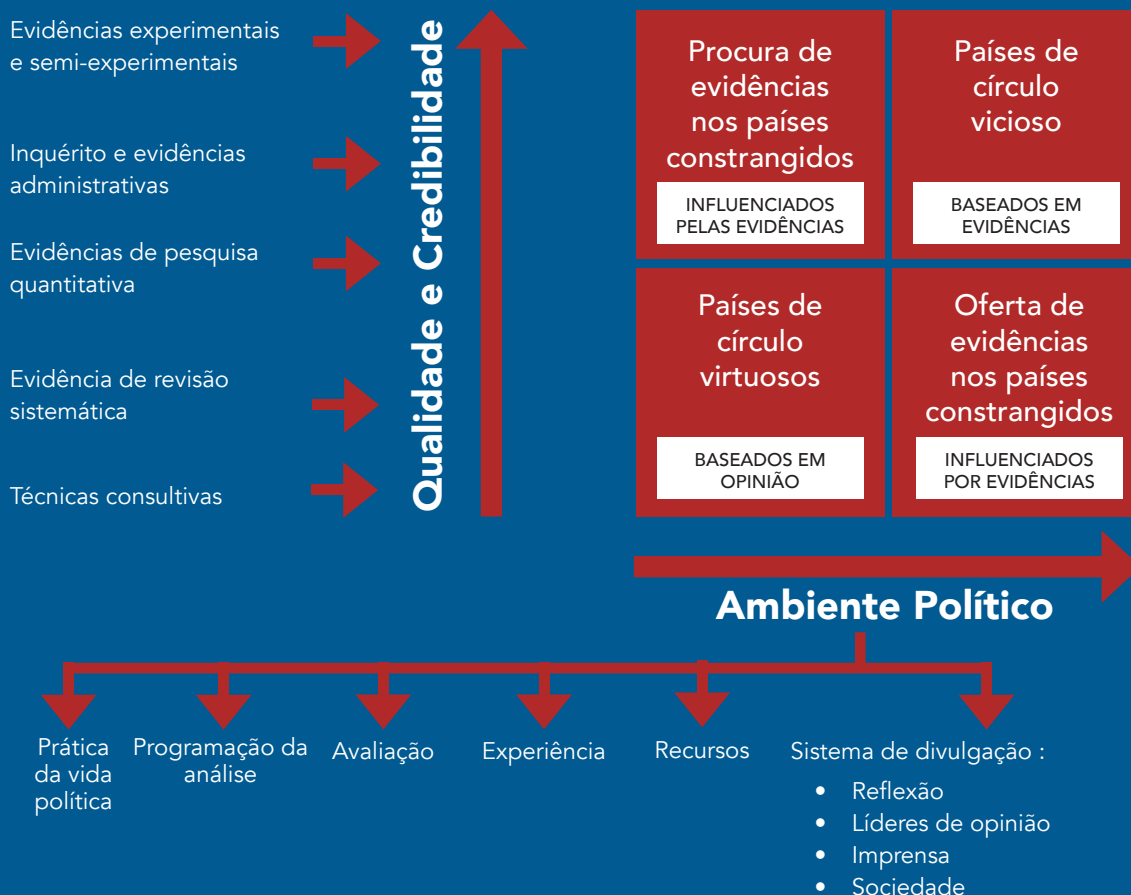 Evidências experimentais
e semi-experimentais
Inquérito e evidências
administrativas
Evidências de pesquisa
quantitativa
Evidência de revisão
sistemática
Técnicas consultivas
Qualidade e Credibilidade
Procura de
evidências
nos países
constrangidos
INFLUENCIADOS
PELAS EVIDÊNCIAS
Países de
círculo
vicioso
BASEADOS EM
EVIDÊNCIAS
Países de
círculo
virtuosos
BASEADOS EM
OPINIÃO
Oferta de
evidências
nos países
constrangidos
INFLUENCIADOS
POR EVIDÊNCIAS
Ambiente Político
Prática
da vida
política
Programação da
análise
Avaliação
Experiência
Recursos
Sistema de divulgação :
• Reflexão
• Líderes de opinião
• Imprensa
• Sociedade